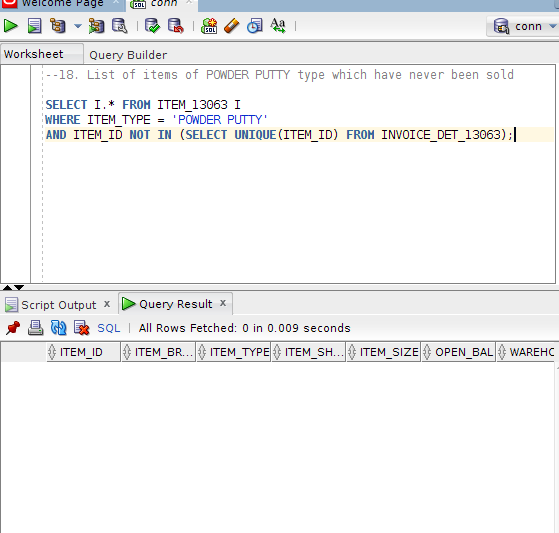 Welcome Page
conn
conn
Worksheet
Query Builder
--18. List of items of POWDER PUTTY type which have never been sold
SELECT I.* FROM ITEM_13063 I
WHERE ITEM_TYPE = 'POWDER PUTTY'
AND ITEM_ID NOT IN (SELECT UNIQUE(ITEM_ID) FROM INVOICE_DET_13063);
Script Output x
Query Result x
SQL | All Rows Fetched: 0 in 0.009 seconds
ITEM_ID ITEM_BR... ITEM_TYPE ITEM_SH... ITEM_SIZE OPEN_BAL WAREHC